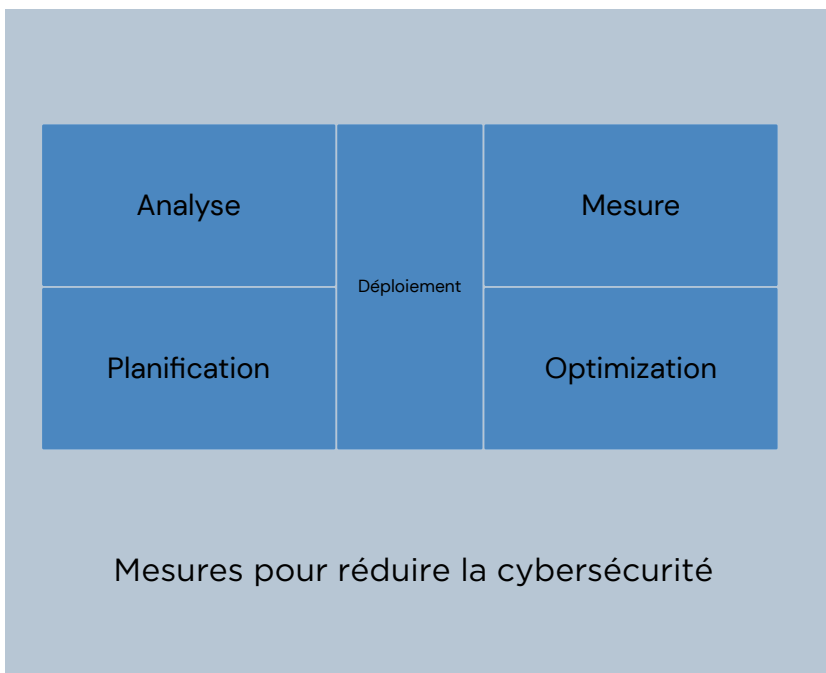 Analyse
Planification
Déploiement
Mesure
Optimization
Mesures pour réduire la cybersécurité